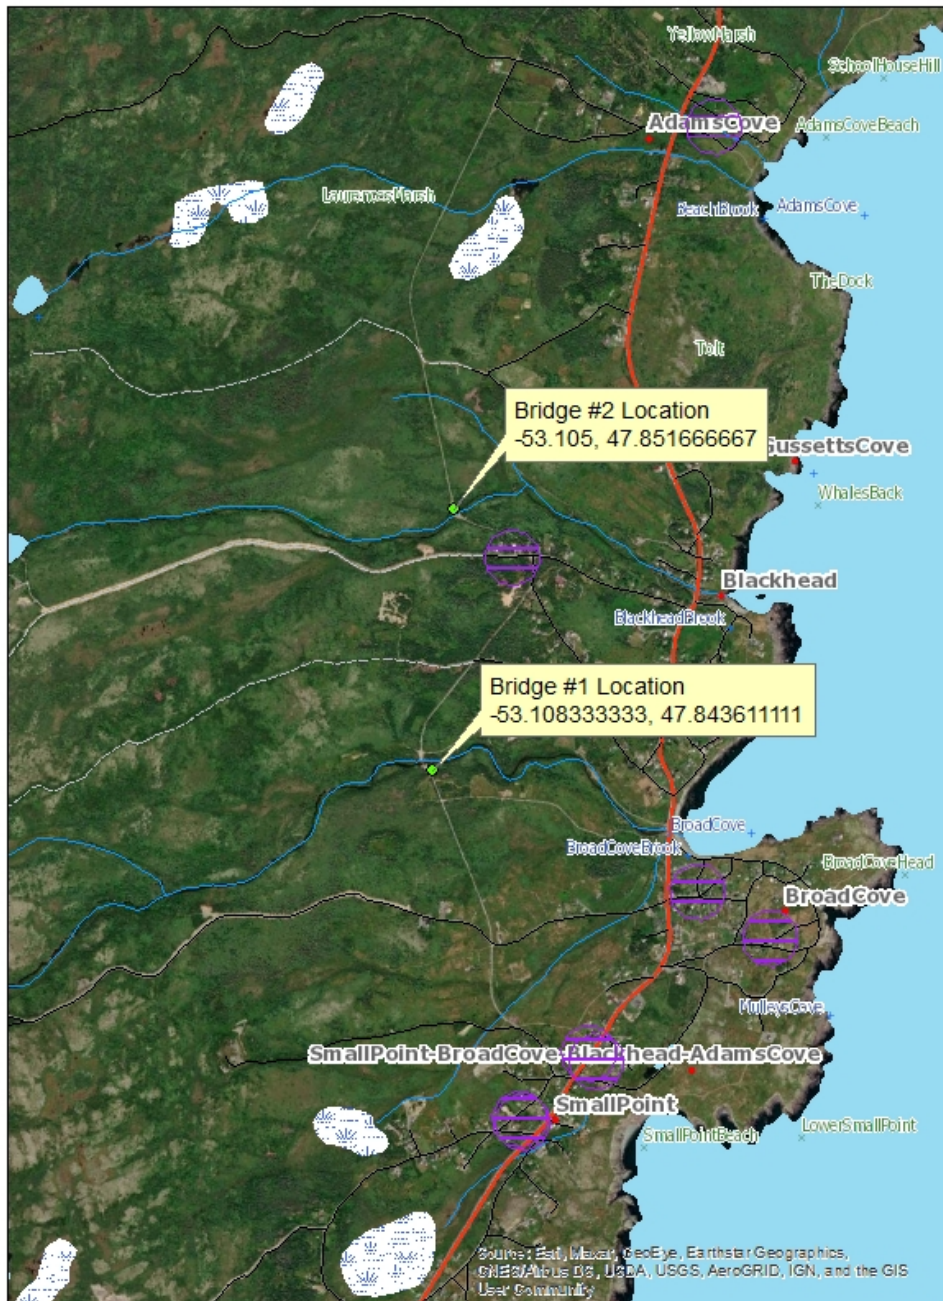 YellowMarsh
SchoolHouseHill
AdamsCove
AdamsCoveBeach
LaurencesMarsh
BeachBrook
AdamsCove
TheDock
Tolt
Bridge #2 Location
-53.105, 47.851666667
GussettsCove
WhalesBack
Blackhead
BlackheadBrook
Bridge #1 Location
-53.108333333, 47.843611111
BroadCove
BroadCoveBrook
BroadCoveHead
BroadCove
MulleysCove
SmallPoint-BroadCove-Blackhead-AdamsCove
SmallPoint
SmallPointBeach
LowerSmallPoint
Source: Esri, Maxar, GeoEye, Earthstar Geographics,
CNES/Airbus DS, USDA, USGS, AeroGRID, IGN, and the GIS
User Community